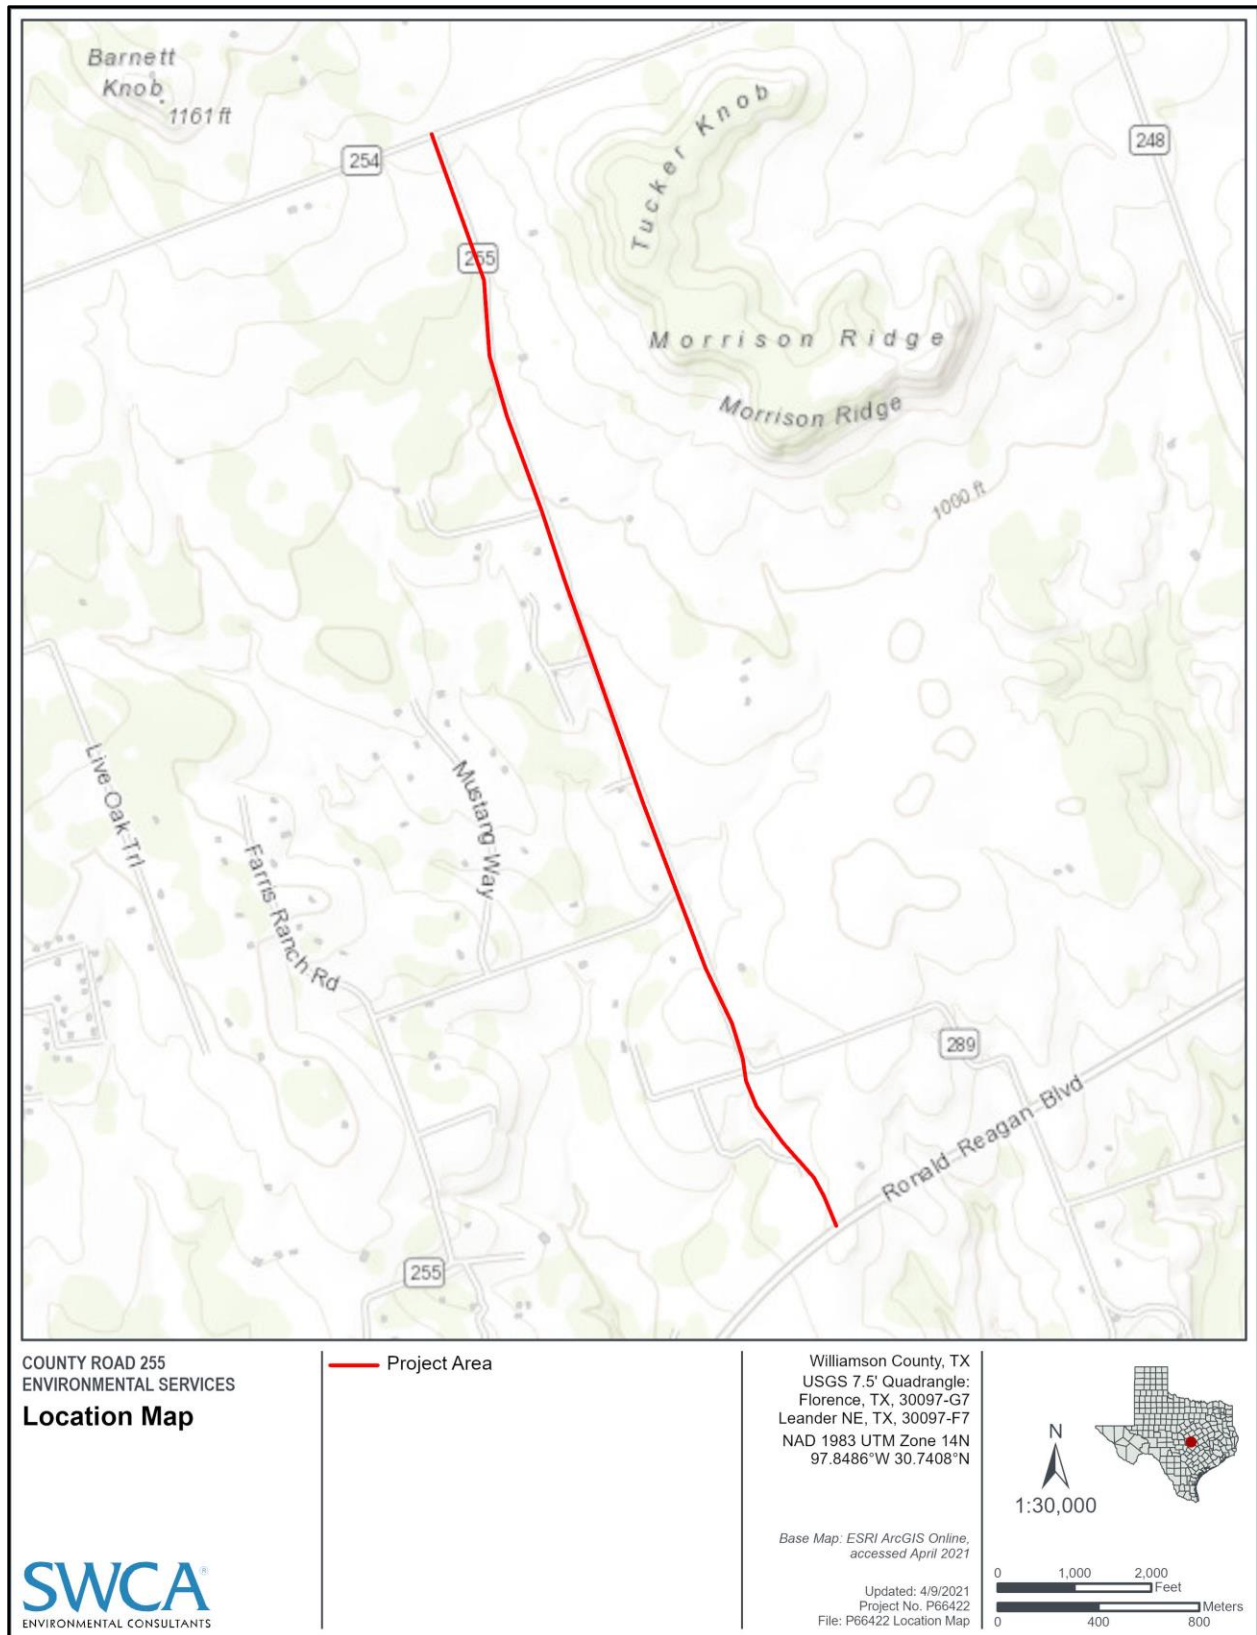 Barnett
Knob
1161 ft
254
255
248
Tucker Knob
Morrison Ridge
Morrison Ridge
1000 ft
Live Oak Trl
Mustang Way
Farris Ranch Rd
289
Ronald Reagan Blvd
255
COUNTY ROAD 255
ENVIRONMENTAL SERVICES
Location Map
SWCA®
ENVIRONMENTAL CONSULTANTS
Project Area
Williamson County, TX
USGS 7.5' Quadrangle:
Florence, TX, 30097-G7
Leander NE, TX, 30097-F7
NAD 1983 UTM Zone 14N
97.8486°W 30.7408°N
Base Map: ESRI ArcGIS Online,
accessed April 2021
Updated: 4/9/2021
Project No. P66422
File: P66422 Location Map
N
1:30,000
0 1,000 2,000
Feet
Meters
0 400 800